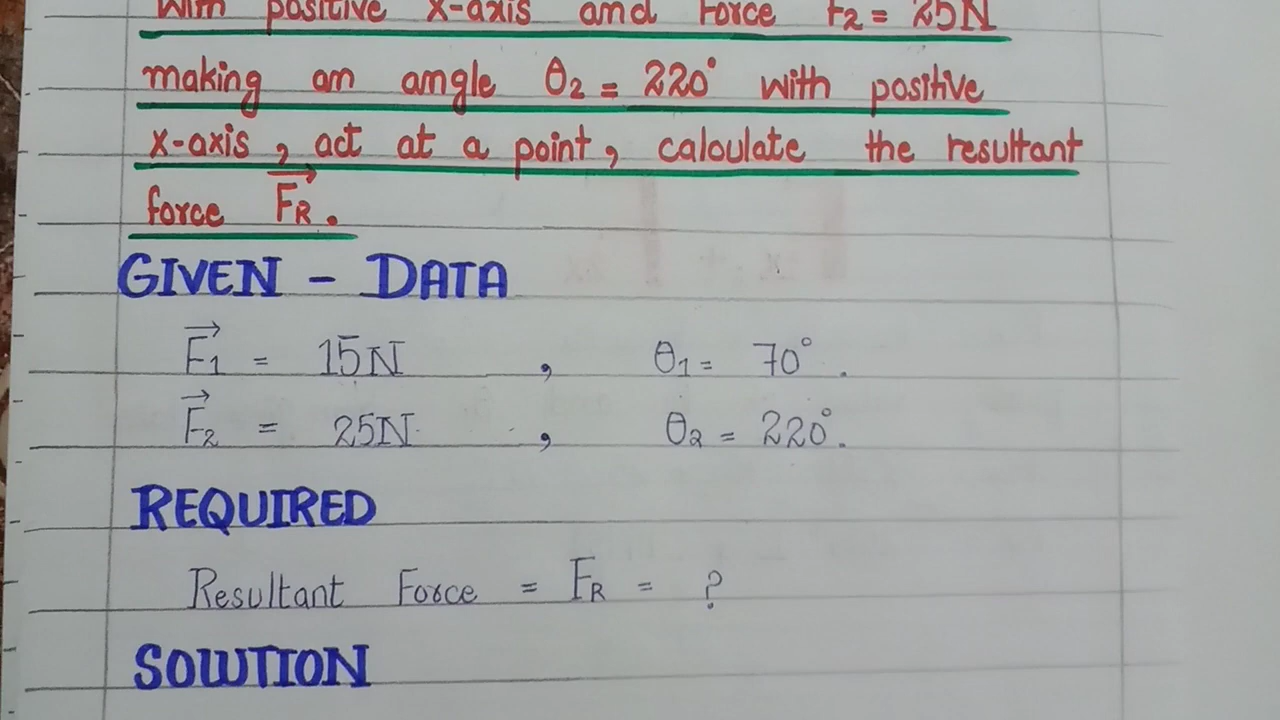 with positive x-axis and Force F₂ = 25N
making an angle θ₂ = 220° with positive
x-axis, act at a point, calculate the resultant
force F⃗R.
GIVEN - DATA
F⃗₁ = 15N , θ₁ = 70°.
F⃗₂ = 25N , θ₂ = 220°.
REQUIRED
Resultant Force = FR = ?
SOLUTION